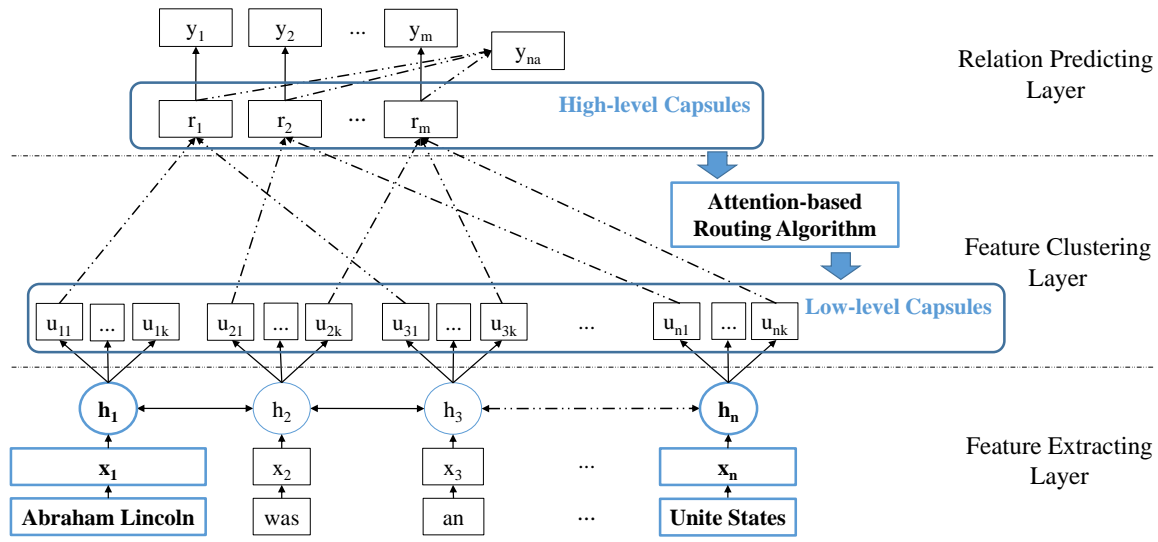 y1 y2 ... ym
yna
Relation Predicting
Layer
High-level Capsules
r1 r2 ... rm
Attention-based
Routing Algorithm
Feature Clustering
Layer
Low-level Capsules
u11 ... u1k u21 ... u2k u31 ... u3k ... un1 ... unk
h1 h2 h3 hn
Feature Extracting
Layer
x1 x2 x3 ... xn
Abraham Lincoln was an ... Unite States